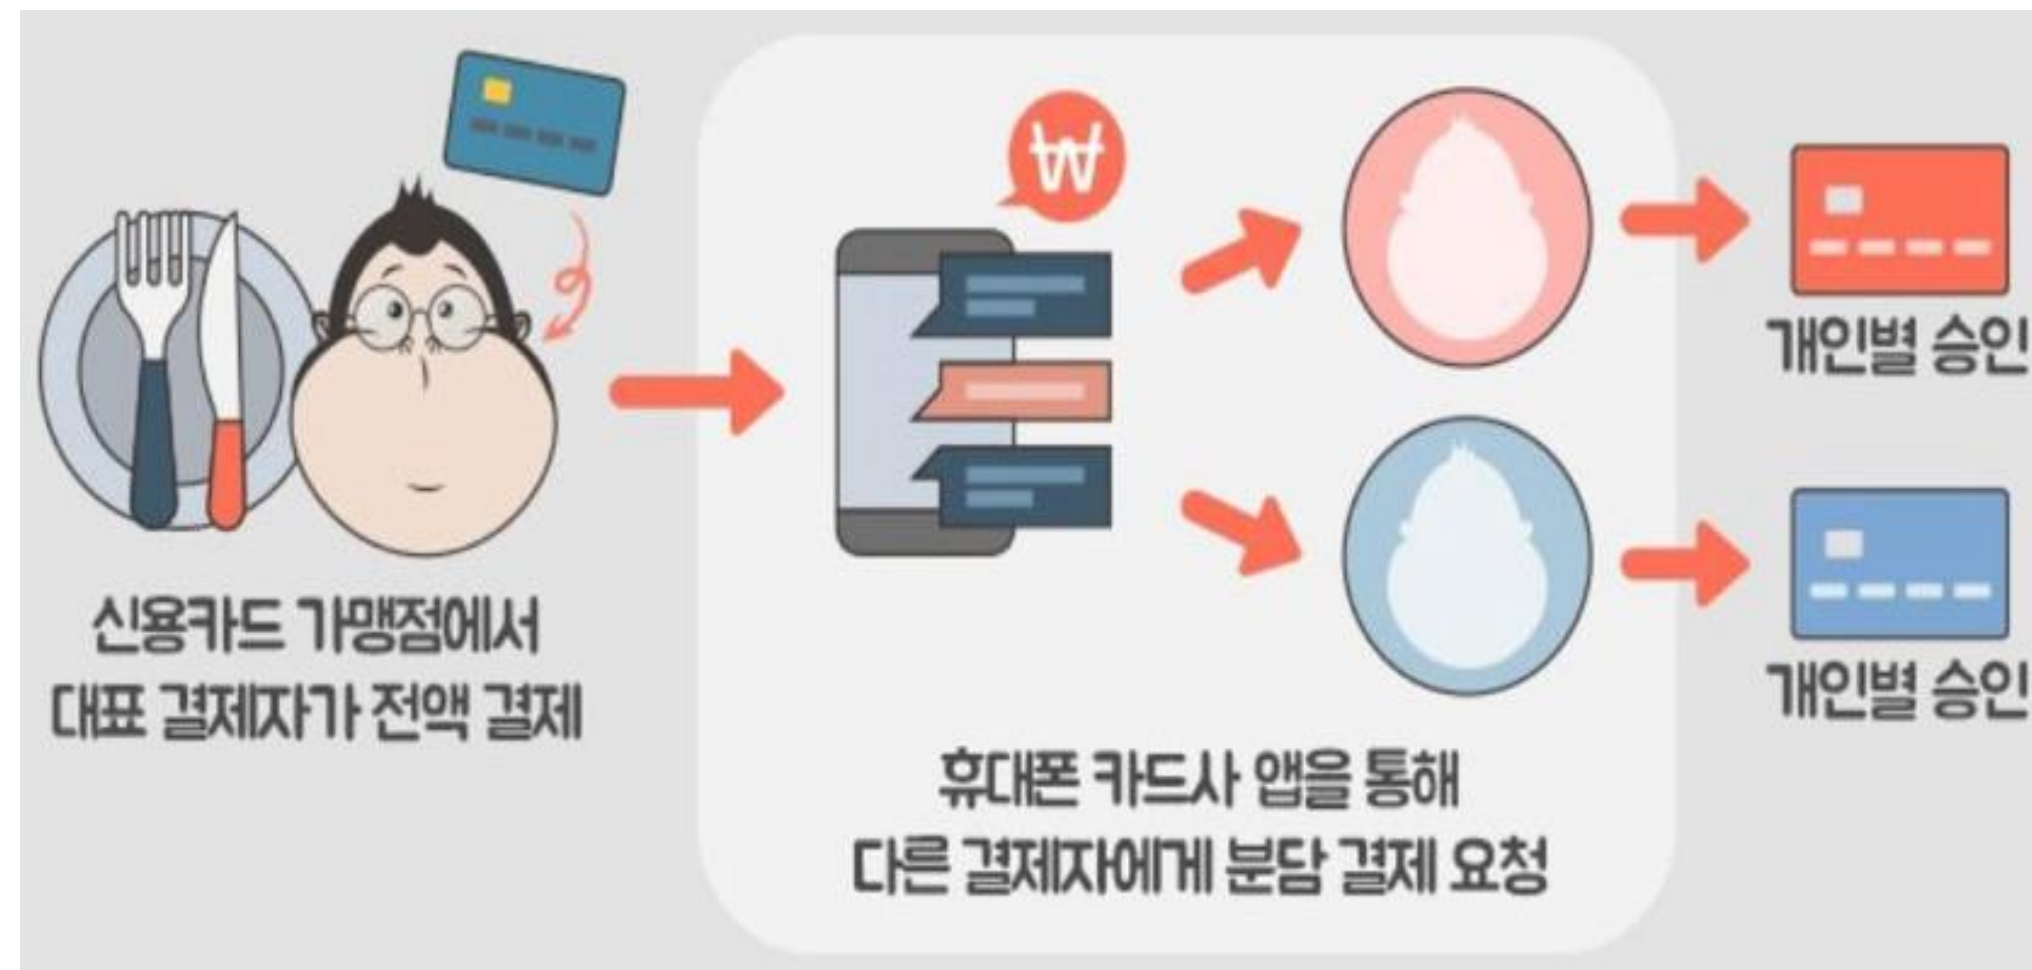 신용카드 가맹점에서
대표 결제자가 전액 결제
₩
휴대폰 카드사 앱을 통해
다른 결제자에게 분담 결제 요청
개인별 승인
개인별 승인